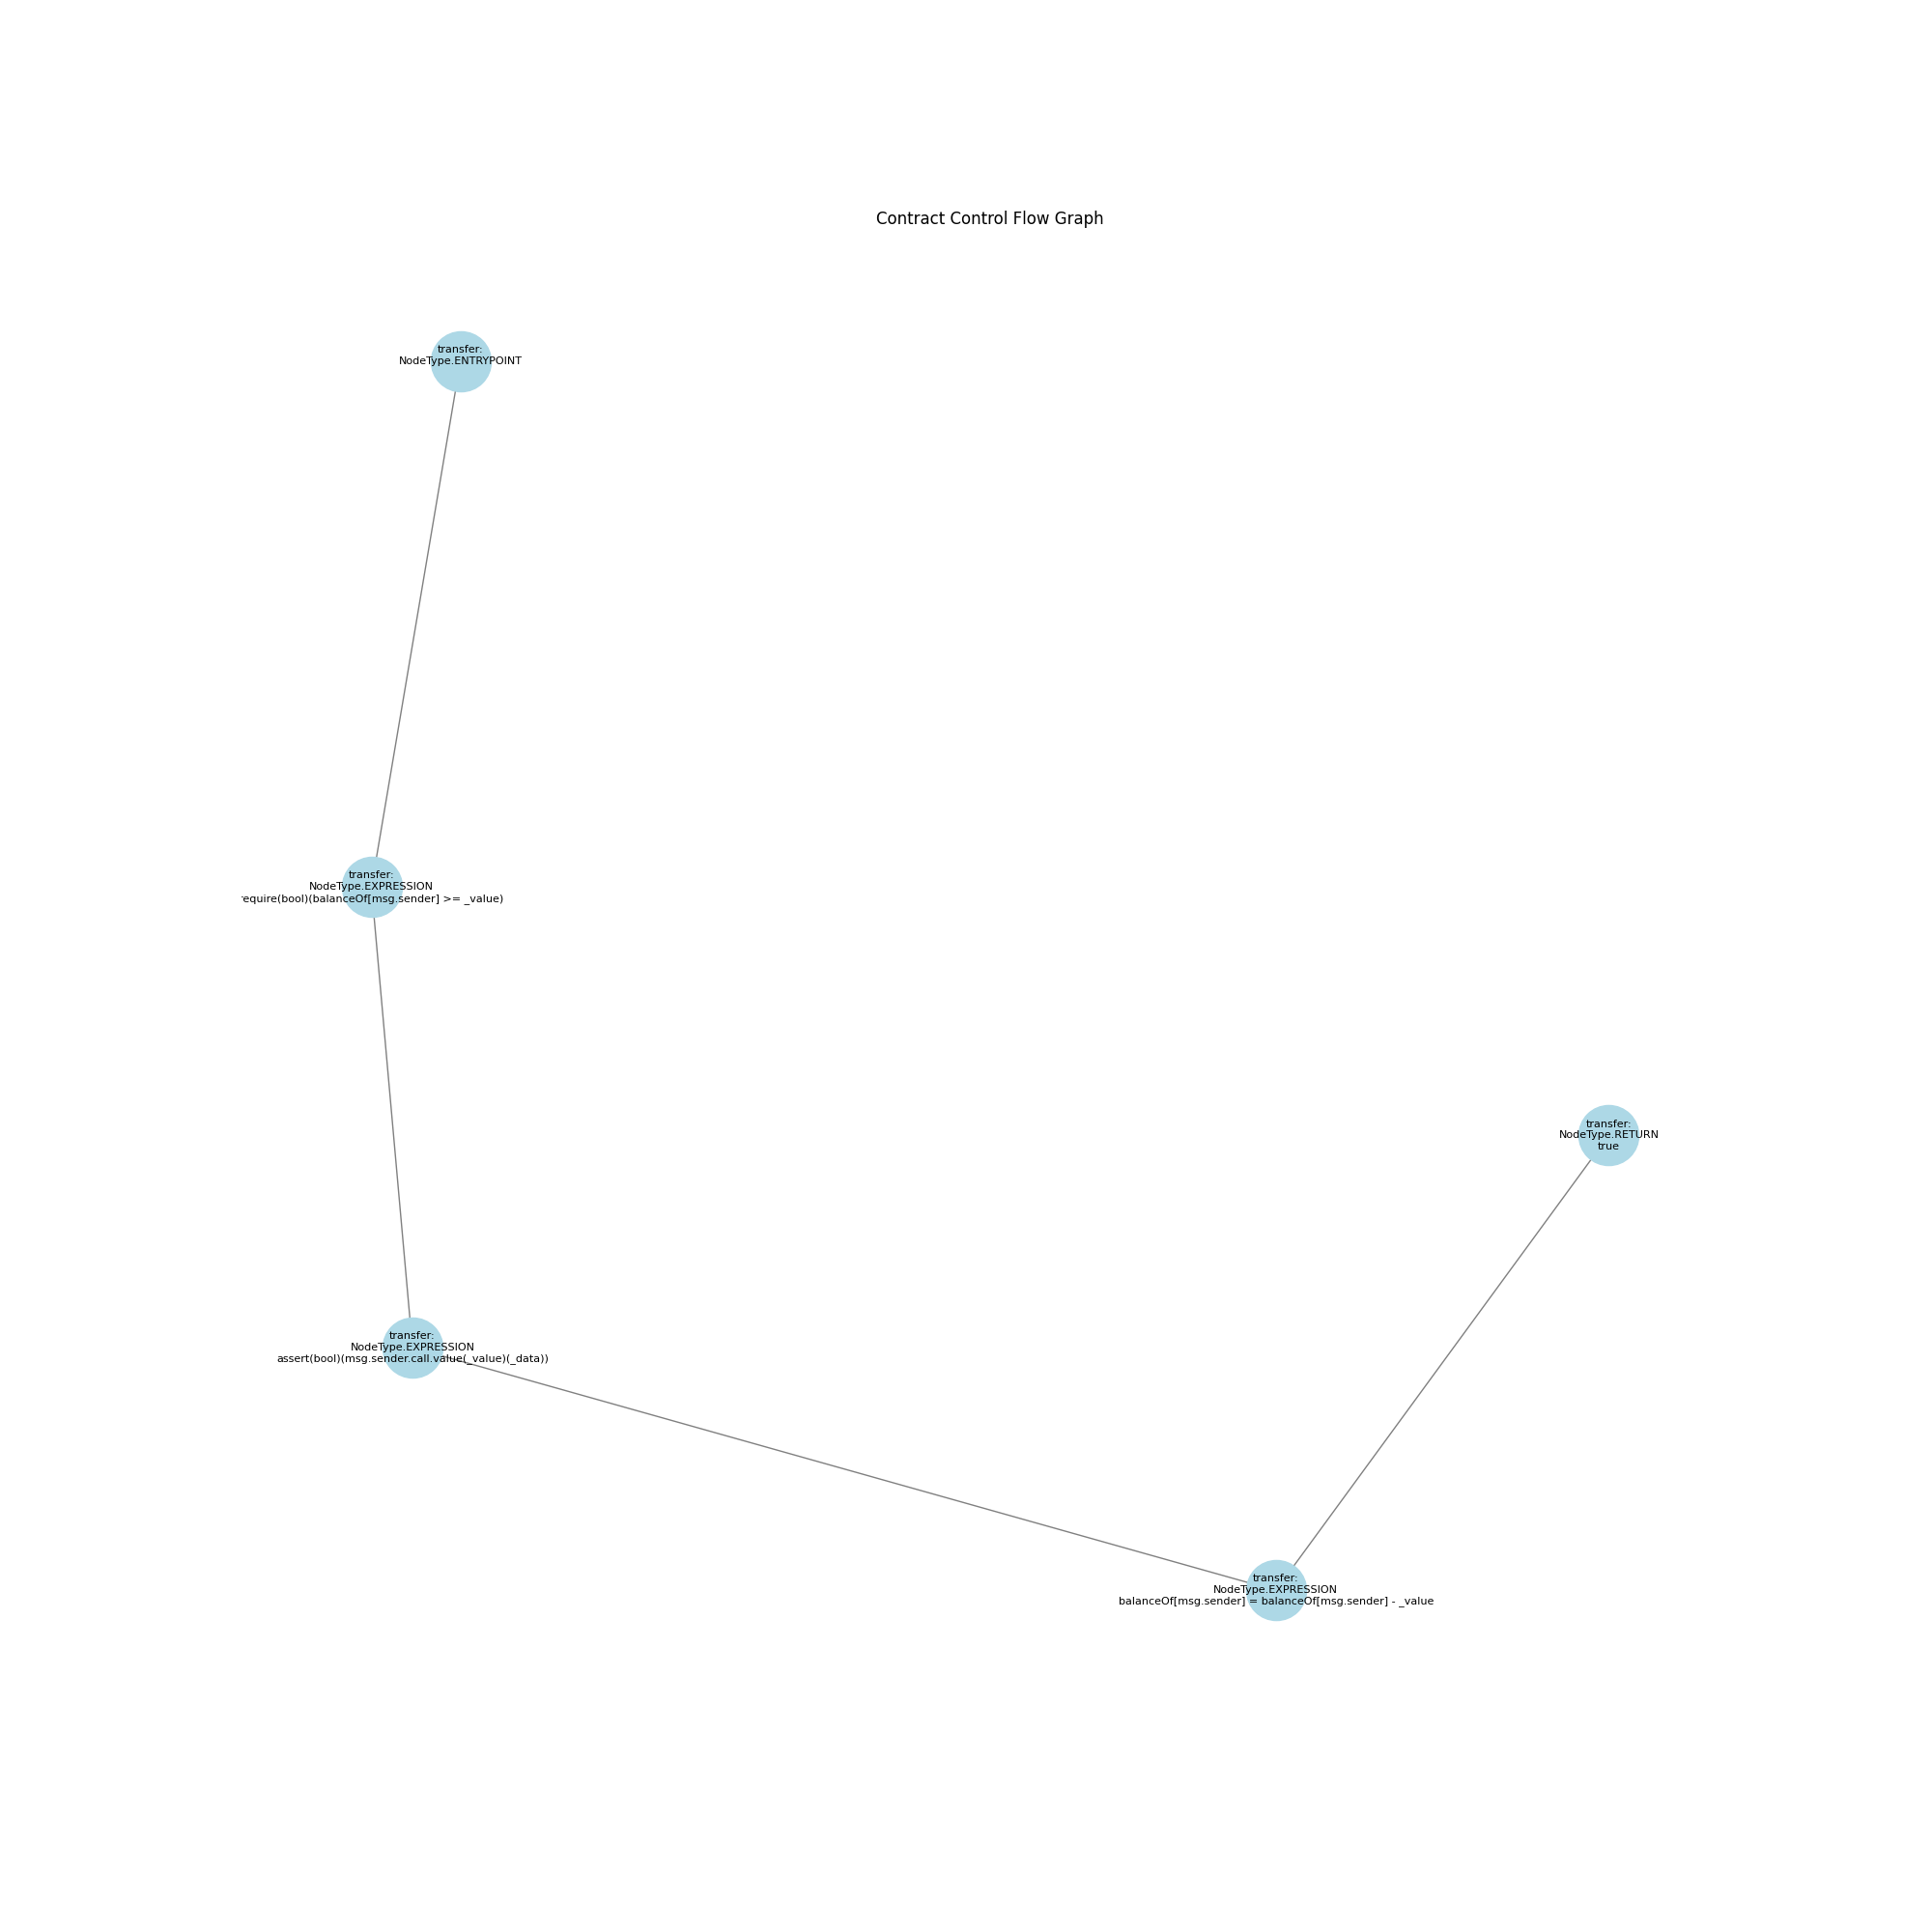 Contract Control Flow Graph
transfer:
NodeType.ENTRYPOINT
transfer:
NodeType.EXPRESSION
equire(bool)(balanceOf[msg.sender] >= _value)
transfer:
NodeType.RETURN
true
transfer:
NodeType.EXPRESSION
assert(bool)(msg.sender.call.value(_value)(_data))
transfer:
NodeType.EXPRESSION
balanceOf[msg.sender] = balanceOf[msg.sender] - _value